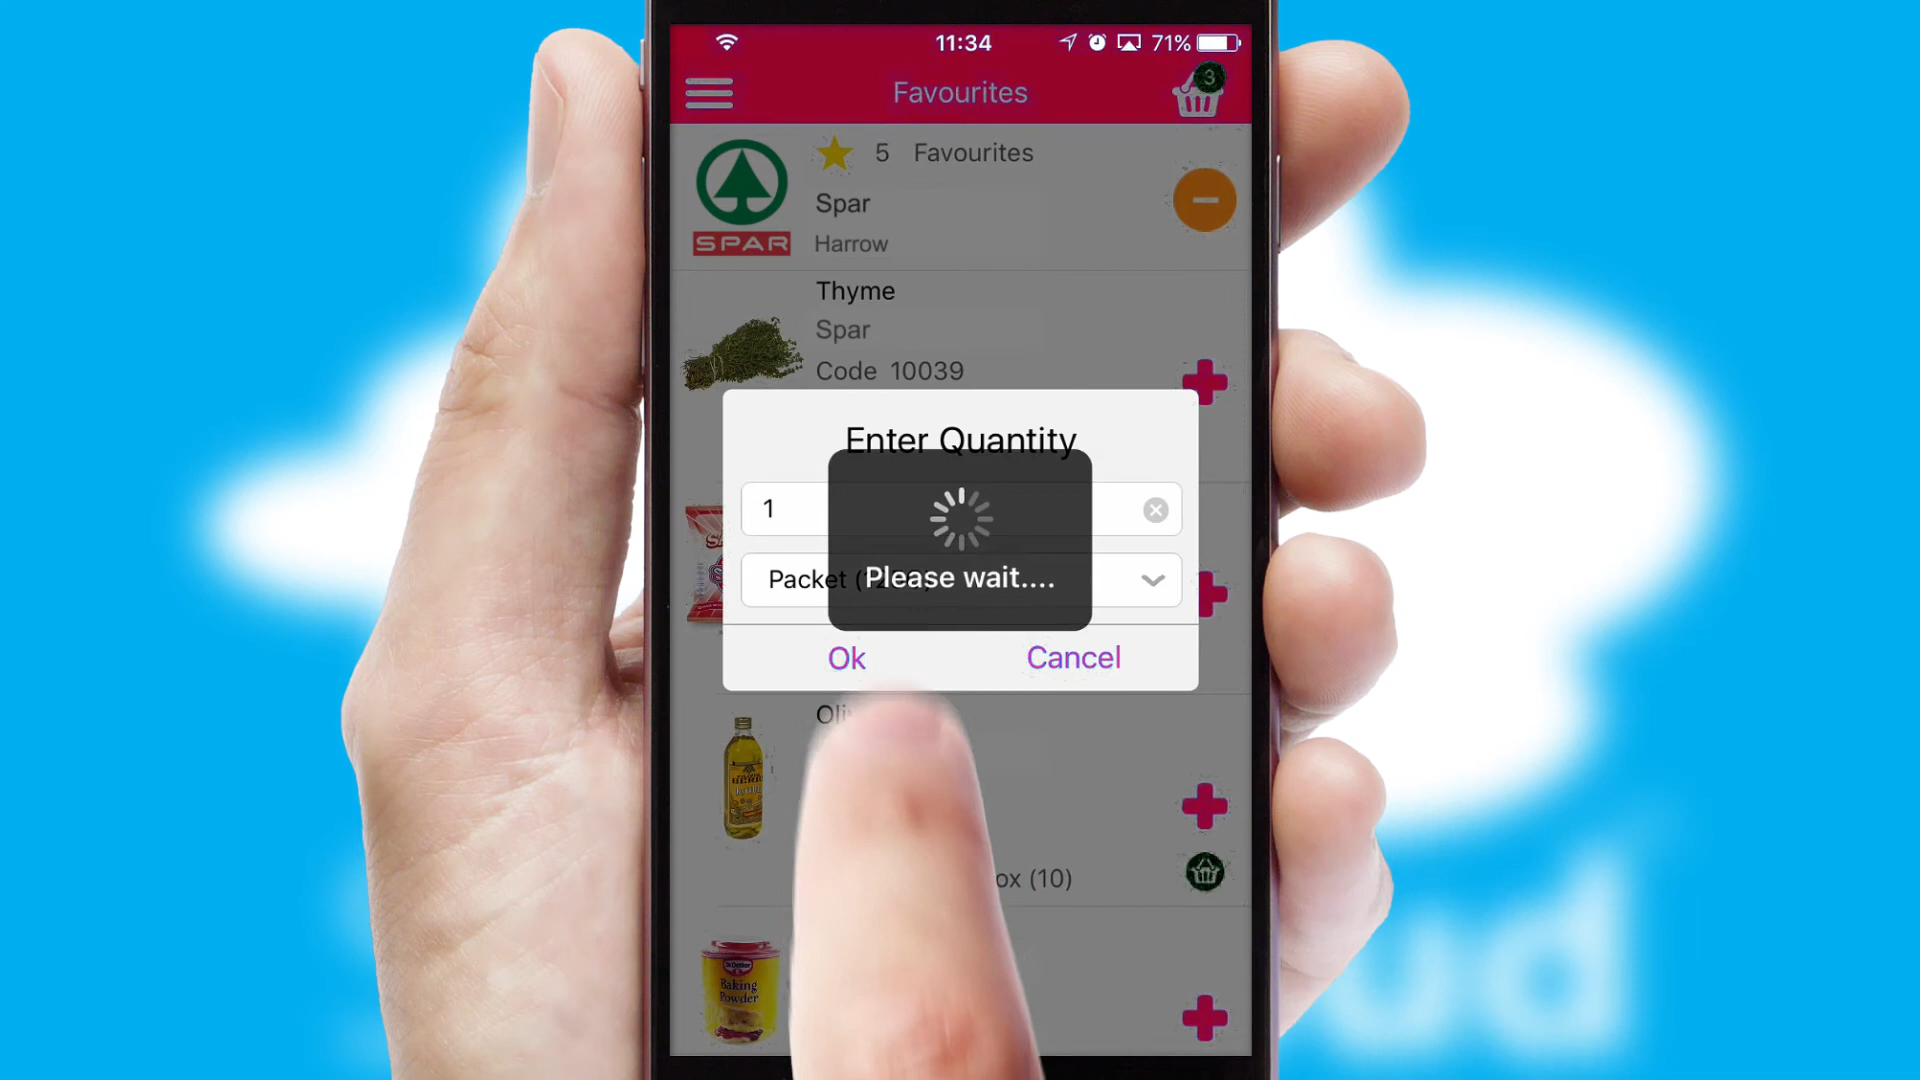 11:34
71%
Favourites
3
5 Favourites
Spar
SPAR
Harrow
Thyme
Spar
Code 10039
Enter Quantity
1
Packet
Please wait....
Ok
Cancel
ox (10)
Baking
Powder
ud